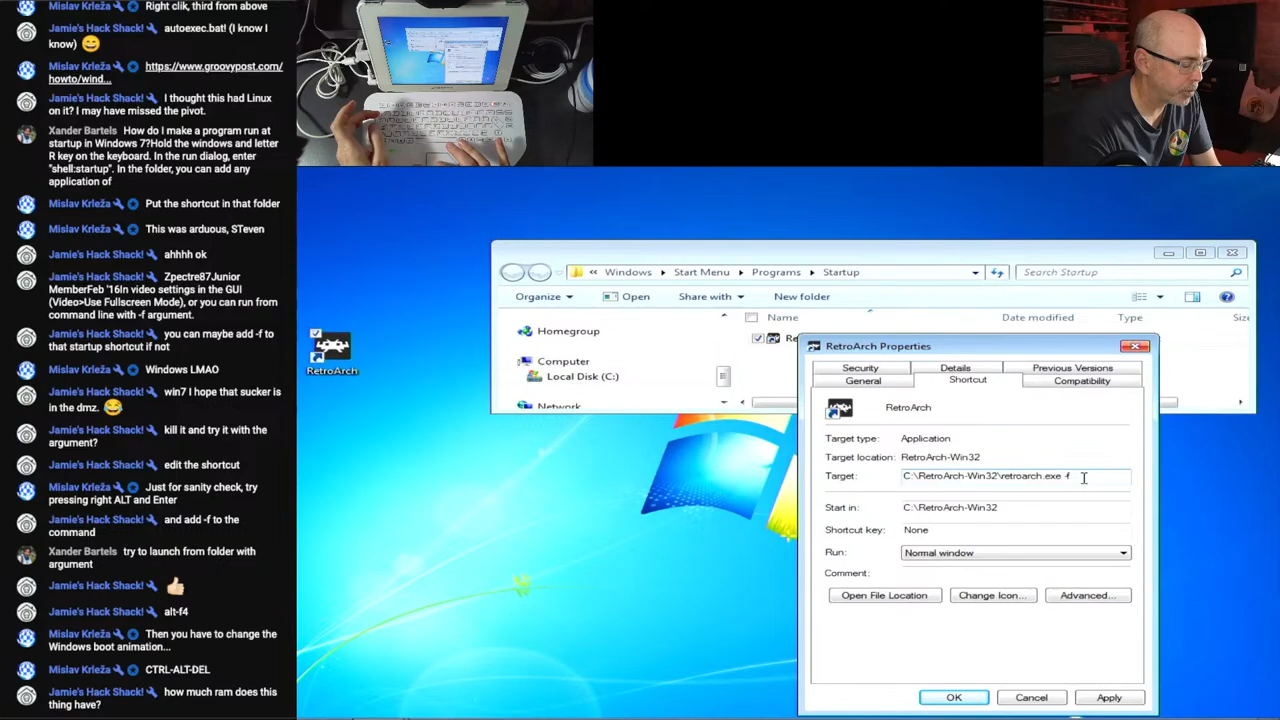 Mislav Krleža Right clik, third from above
Jamie's Hack Shack! autoexec.bat! (I know I
know) 😄
Mislav Krleža https://www.groovypost.com/
howto/wind...
Jamie's Hack Shack! I thought this had Linux
on it? I may have missed the pivot.
Xander Bartels How do I make a program run at
startup in Windows 7?Hold the windows and letter
R key on the keyboard. In the run dialog, enter
"shell:startup". In the folder, you can add any
application of
Mislav Krleža Put the shortcut in that folder
Mislav Krleža This was arduous, STeven
Jamie's Hack Shack! ahhhh ok
Jamie's Hack Shack! Zpectre87Junior
MemberFeb '16In video settings in the GUI
(Video>Use Fullscreen Mode), or you can run from
command line with -f argument.
Jamie's Hack Shack! you can maybe add -f to
that startup shortcut if not
Mislav Krleža Windows LMAO
Jamie's Hack Shack! win7 I hope that sucker is
in the dmz. 😂
Jamie's Hack Shack! kill it and try it with the
argument?
Mislav Krleža edit the shortcut
Jamie's Hack Shack! Just for sanity check, try
pressing right ALT and Enter
Jamie's Hack Shack! and add -f to the
command
Xander Bartels try to launch from folder with
argument
Jamie's Hack Shack! 👍🏻
Jamie's Hack Shack! alt-f4
Mislav Krleža Then you have to change the
Windows boot animation...
Mislav Krleža CTRL-ALT-DEL
Jamie's Hack Shack! how much ram does this
thing have?
RetroArch
« Windows Start Menu Programs Startup
Search Startup
Organize Open Share with New folder
Homegroup
Computer
Local Disk (C:)
Network
Name Date modified Type Size
Re
RetroArch Properties
Security Details Previous Versions
General Shortcut Compatibility
RetroArch
Target type: Application
Target location: RetroArch-Win32
Target: C:\RetroArch-Win32\retroarch.exe -f
Start in: C:\RetroArch-Win32
Shortcut key: None
Run: Normal window
Comment:
Open File Location Change Icon... Advanced...
OK Cancel Apply